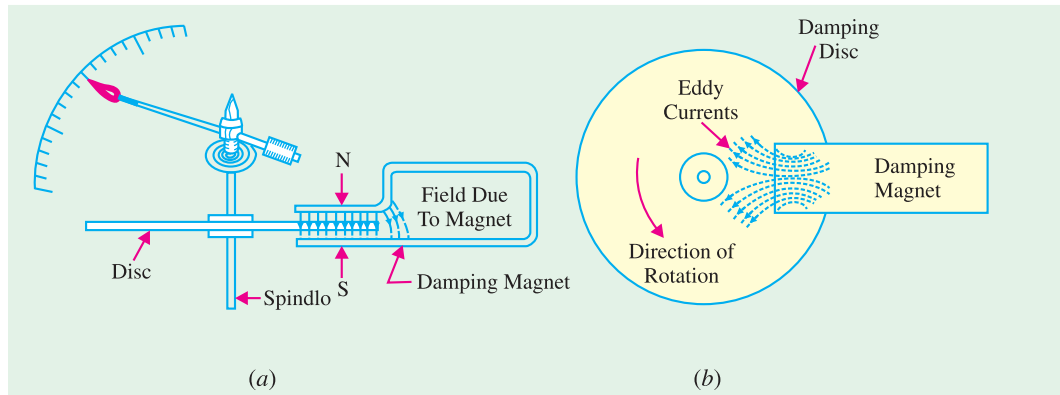 N
Field Due
To Magnet
Disc
Spindlo
S
Damping Magnet
(a)
Damping
Disc
Eddy
Currents
Damping
Magnet
Direction of
Rotation
(b)